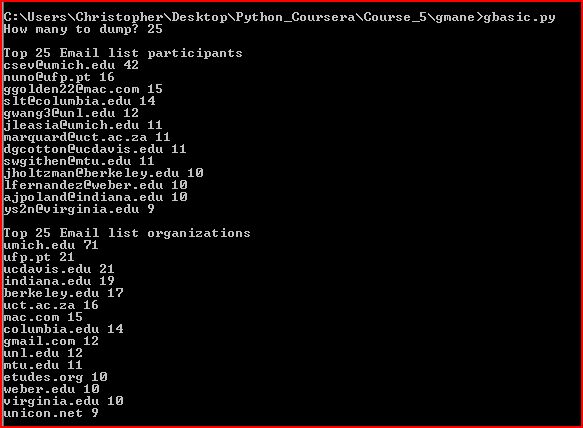 C:\Users\Christopher\Desktop\Python_Coursera\Course_5\gmane>gbasic.py
How many to dump? 25
Top 25 Email list participants
csev@umich.edu 42
nuno@ufp.pt 16
ggolden22@mac.com 15
slt@columbia.edu 14
gwang3@unl.edu 12
jleasia@umich.edu 11
marquard@uct.ac.za 11
dgcotton@ucdavis.edu 11
swgithen@mtu.edu 11
jholtzman@berkeley.edu 10
lfernandez@weber.edu 10
ajpoland@indiana.edu 10
ys2n@virginia.edu 9
Top 25 Email list organizations
umich.edu 71
ufp.pt 21
ucdavis.edu 21
indiana.edu 19
berkeley.edu 17
uct.ac.za 16
mac.com 15
columbia.edu 14
gmail.com 12
unl.edu 12
mtu.edu 11
etudes.org 10
weber.edu 10
virginia.edu 10
unicon.net 9